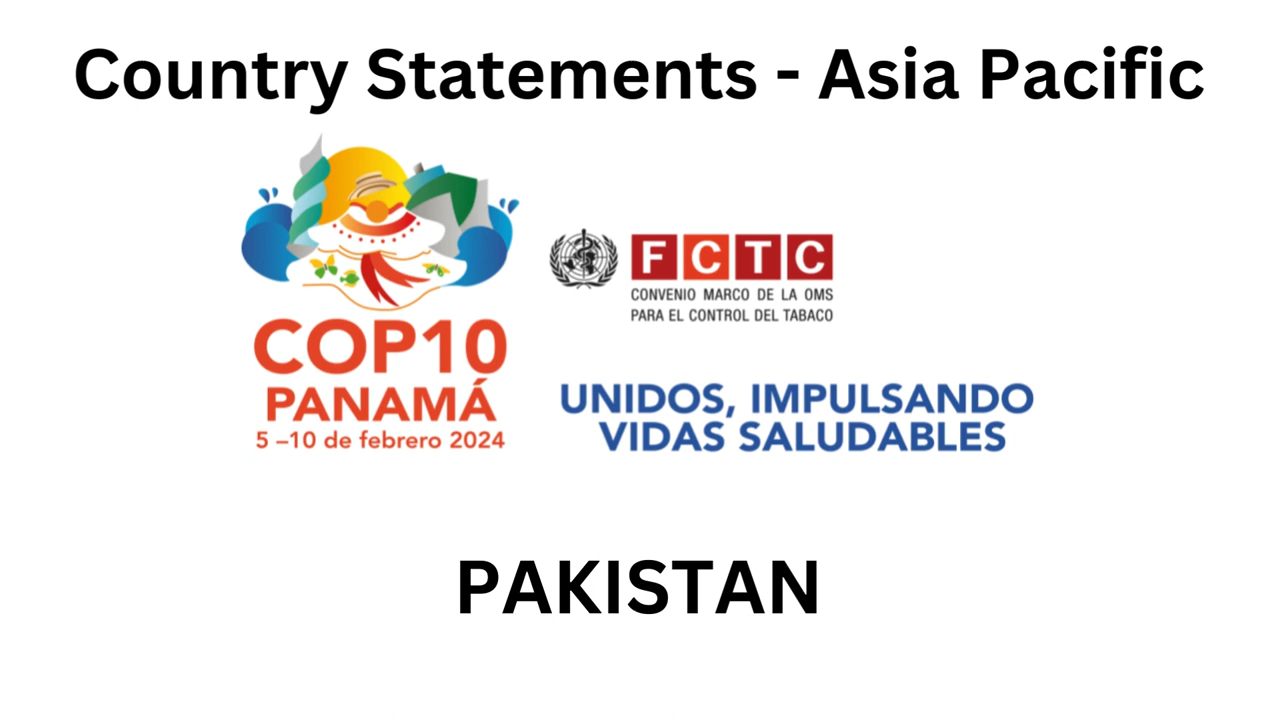 Country Statements - Asia Pacific
FCTC
CONVENIO MARCO DE LA OMS
PARA EL CONTROL DEL TABACO
COP10
PANAMÁ
5 –10 de febrero 2024
UNIDOS, IMPULSANDO
VIDAS SALUDABLES
PAKISTAN